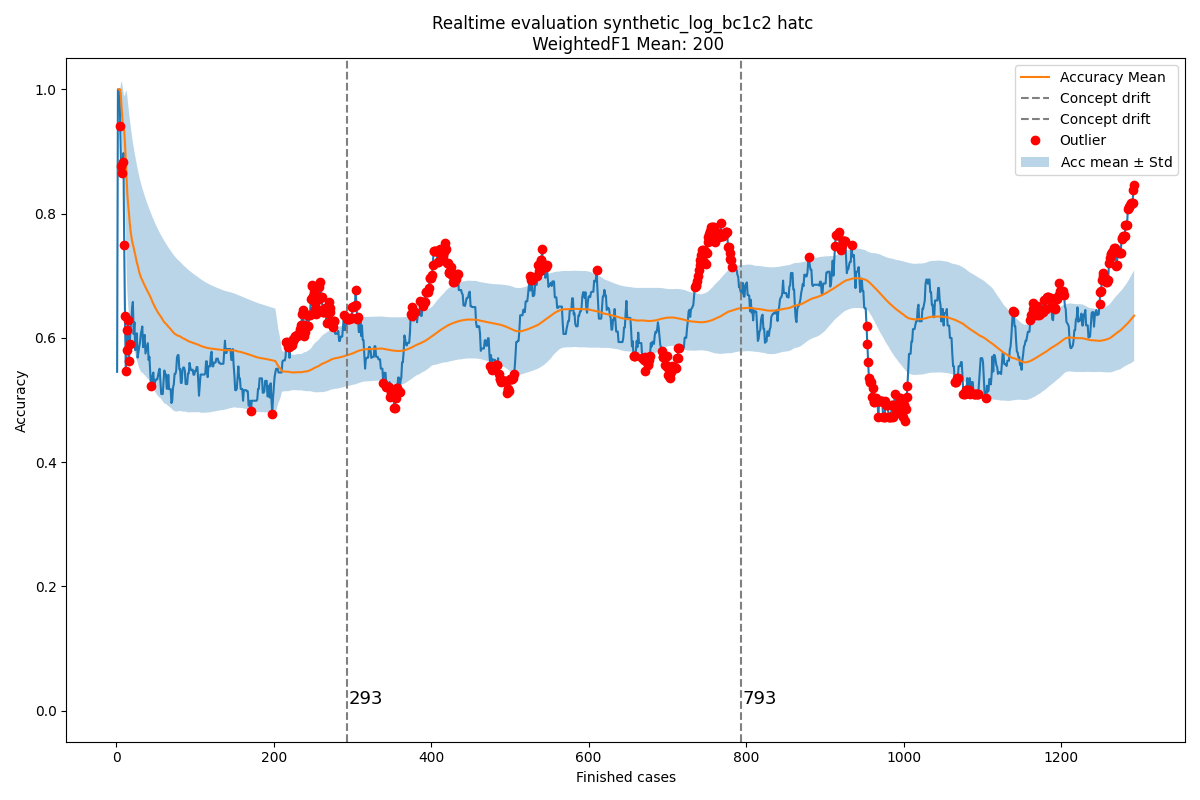 Realtime evaluation synthetic_log_bc1c2 hatc
WeightedF1 Mean: 200
Accuracy Mean
Concept drift
Concept drift
Outlier
Acc mean ± Std
1.0
0.8
0.6
0.4
0.2
0.0
Accuracy
293
793
0
200
400
600
800
1000
1200
Finished cases